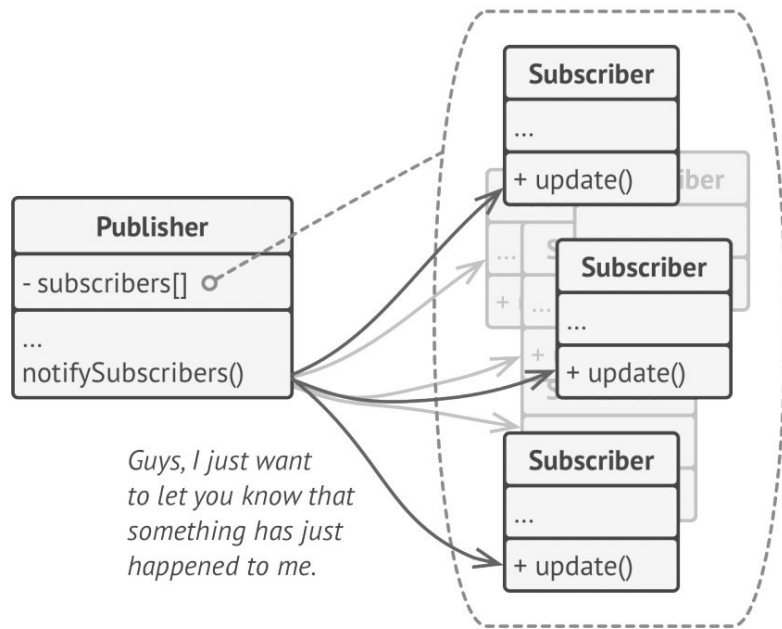 Publisher
- subscribers[]
...
notifySubscribers()
Guys, I just want
to let you know that
something has just
happened to me.
Subscriber
...
+ update()
Subscriber
...
+ update()
Subscriber
...
+ update()
...
+
...
+